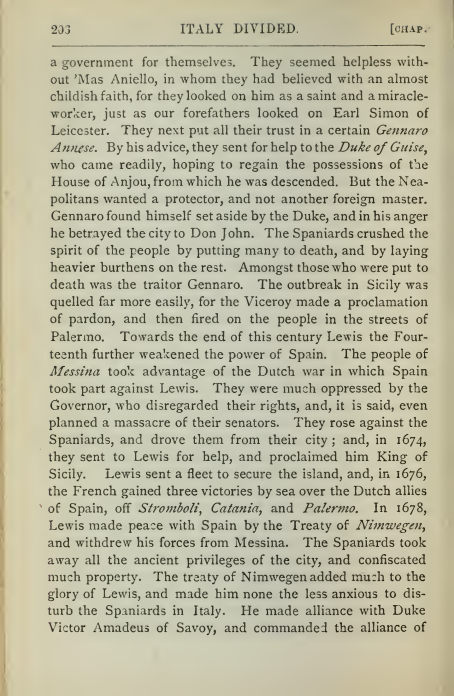 206 ITALY DIVIDED. [CHAP.
a government for themselves. They seemed helpless with-
out 'Mas Aniello, in whom they had believed with an almost
childish faith, for they looked on him as a saint and a miracle-
worker, just as our forefathers looked on Earl Simon of
Leicester. They next put all their trust in a certain Gennaro
Annese. By his advice, they sent for help to the Duke of Guise,
who came readily, hoping to regain the possessions of the
House of Anjou, from which he was descended. But the Nea-
politans wanted a protector, and not another foreign master.
Gennaro found himself set aside by the Duke, and in his anger
he betrayed the city to Don John. The Spaniards crushed the
spirit of the people by putting many to death, and by laying
heavier burthens on the rest. Amongst those who were put to
death was the traitor Gennaro. The outbreak in Sicily was
quelled far more easily, for the Viceroy made a proclamation
of pardon, and then fired on the people in the streets of
Palermo. Towards the end of this century Lewis the Four-
teenth further weakened the power of Spain. The people of
Messina took advantage of the Dutch war in which Spain
took part against Lewis. They were much oppressed by the
Governor, who disregarded their rights, and, it is said, even
planned a massacre of their senators. They rose against the
Spaniards, and drove them from their city ; and, in 1674,
they sent to Lewis for help, and proclaimed him King of
Sicily. Lewis sent a fleet to secure the island, and, in 1676,
the French gained three victories by sea over the Dutch allies
of Spain, off Stromboli, Catania, and Palermo. In 1678,
Lewis made peace with Spain by the Treaty of Nimwegen,
and withdrew his forces from Messina. The Spaniards took
away all the ancient privileges of the city, and confiscated
much property. The treaty of Nimwegen added much to the
glory of Lewis, and made him none the less anxious to dis-
turb the Spaniards in Italy. He made alliance with Duke
Victor Amadeus of Savoy, and commanded the alliance of